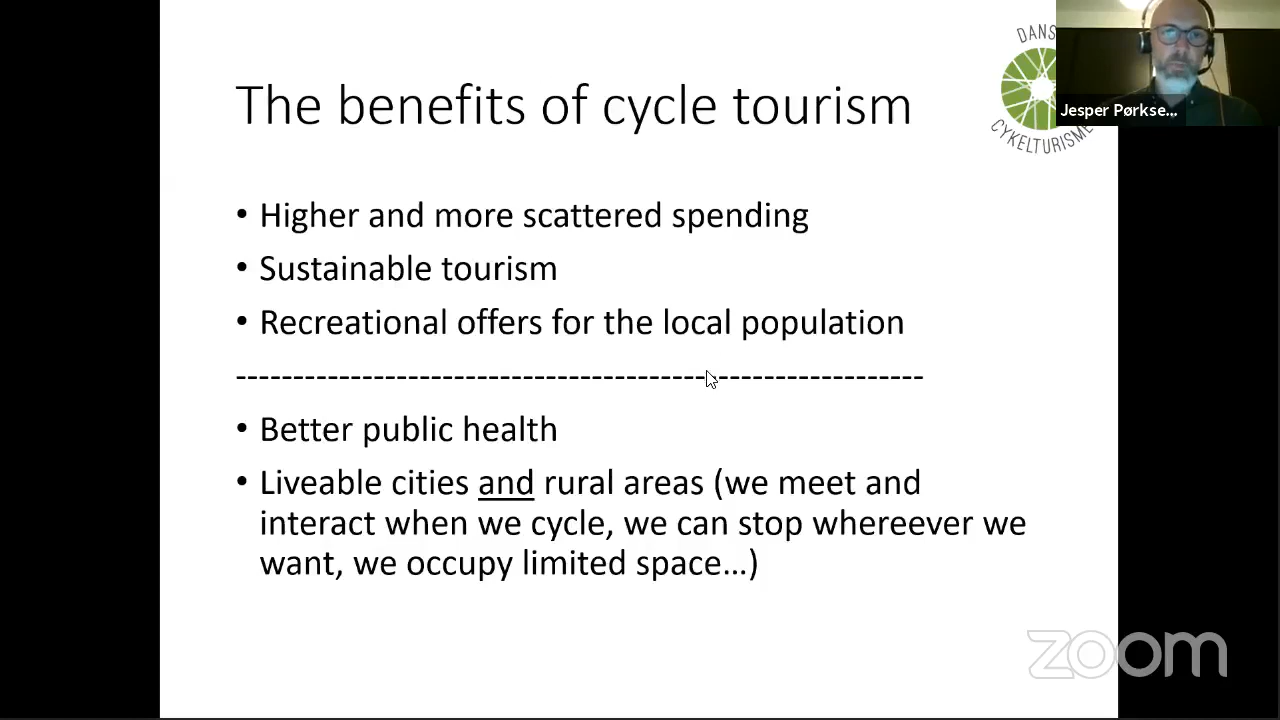 The benefits of cycle tourism
DANS
CYKELTURISME
Jesper Pørkse...
• Higher and more scattered spending
• Sustainable tourism
• Recreational offers for the local population
-----------------------------------------------------------
• Better public health
• Liveable cities and rural areas (we meet and
interact when we cycle, we can stop whereever we
want, we occupy limited space…)
zoom